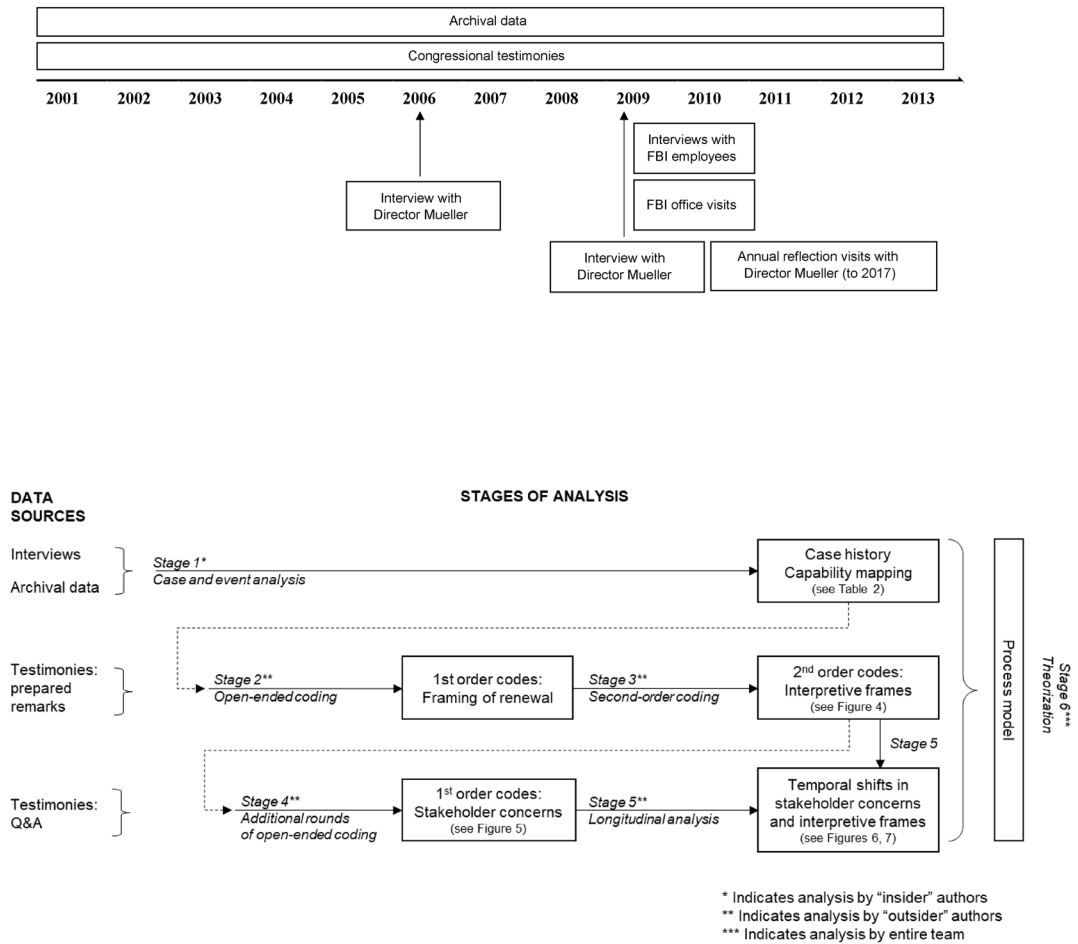 Archival data
Congressional testimonies
2001 2002 2003 2004 2005 2006 2007 2008 2009 2010 2011 2012 2013
Interviews with
FBI employees
Interview with
Director Mueller
FBI office visits
Interview with
Director Mueller
Annual reflection visits with
Director Mueller (to 2017)
DATA
SOURCES
STAGES OF ANALYSIS
Interviews
Archival data
Stage 1*
Case and event analysis
Case history
Capability mapping
(see Table 2)
Testimonies:
prepared
remarks
Stage 2**
Open-ended coding
1st order codes:
Framing of renewal
Stage 3**
Second-order coding
2nd order codes:
Interpretive frames
(see Figure 4)
Stage 5
Testimonies:
Q&A
Stage 4**
Additional rounds
of open-ended coding
1st order codes:
Stakeholder concerns
(see Figure 5)
Stage 5**
Longitudinal analysis
Temporal shifts in
stakeholder concerns
and interpretive frames
(see Figures 6, 7)
Process model
Stage 6***
Theorization
* Indicates analysis by “insider” authors
** Indicates analysis by “outsider” authors
*** Indicates analysis by entire team